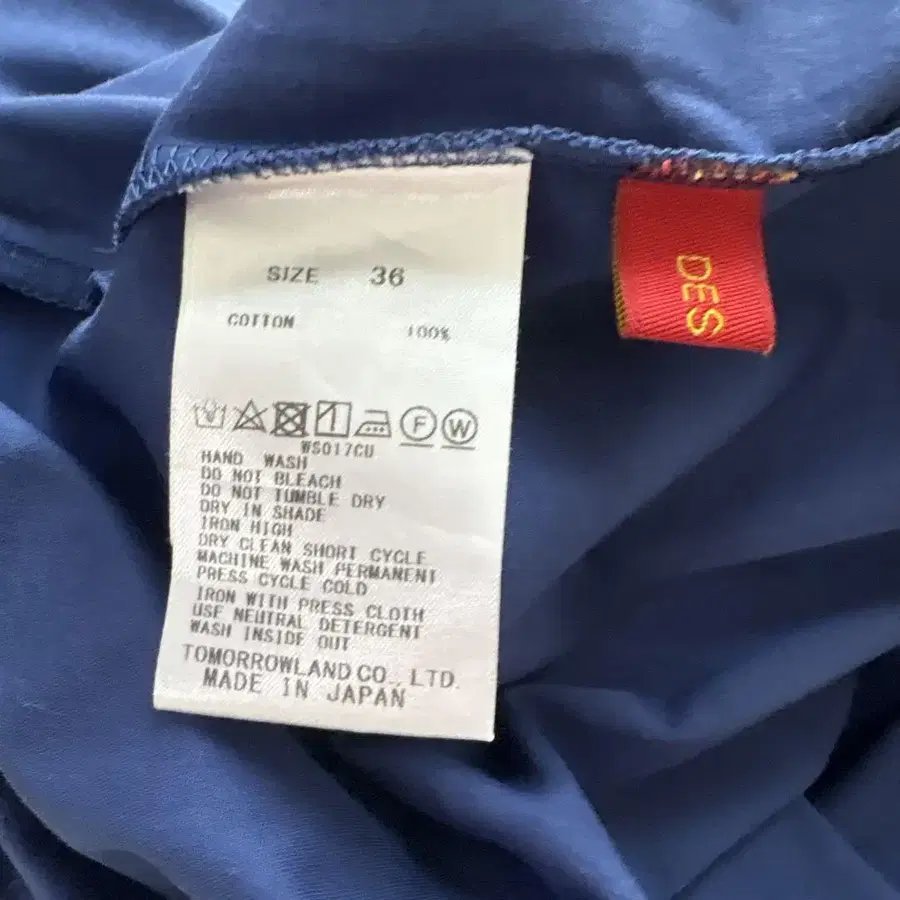 SIZE 36
COTTON 100%
F W
WS017CU
HAND WASH
DO NOT BLEACH
DO NOT TUMBLE DRY
DRY IN SHADE
IRON HIGH
DRY CLEAN SHORT CYCLE
MACHINE WASH PERMANENT
PRESS CYCLE COLD
IRON WITH PRESS CLOTH
USE NEUTRAL DETERGENT
WASH INSIDE OUT
TOMORROWLAND CO., LTD.
MADE IN JAPAN
DES